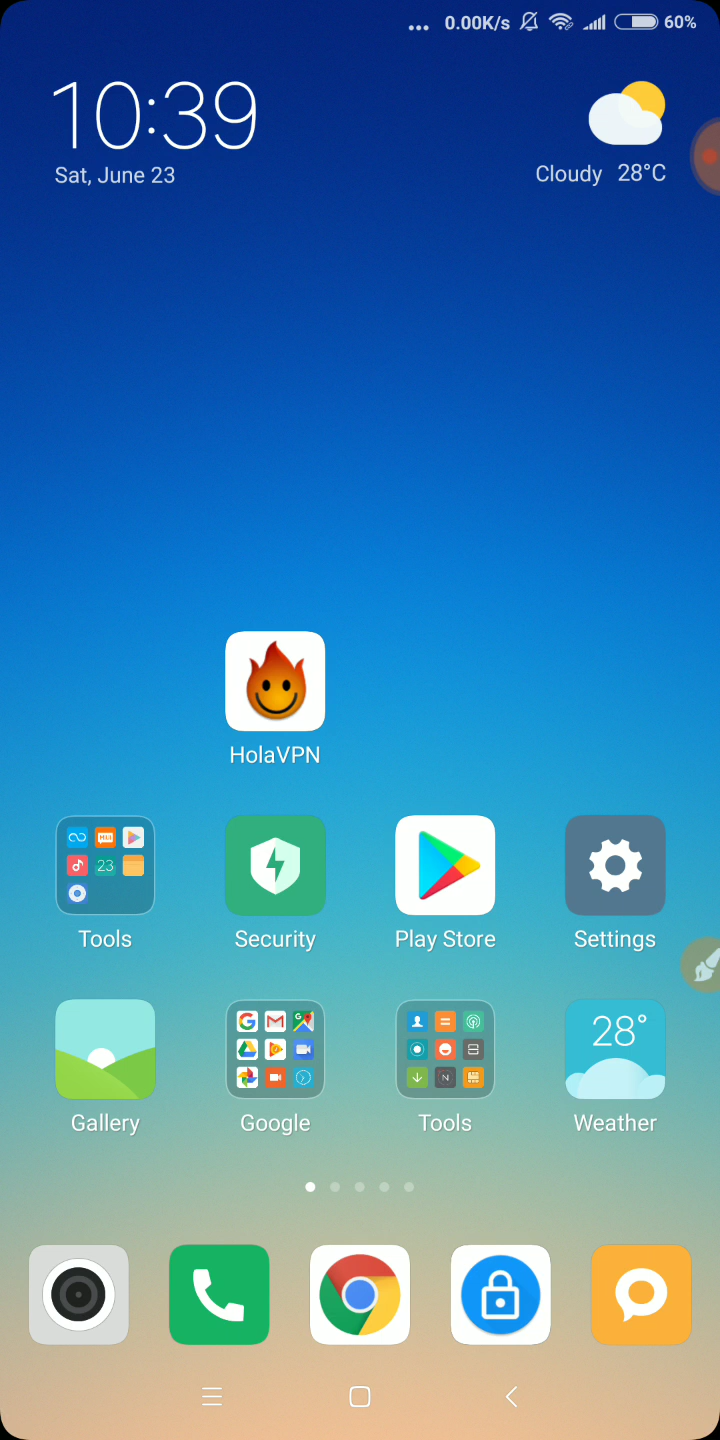 ... 0.00K/s 60%
10:39
Sat, June 23
Cloudy 28°C
HolaVPN
23
Tools
Security
Play Store
Settings
28°
Gallery
Google
Tools
Weather